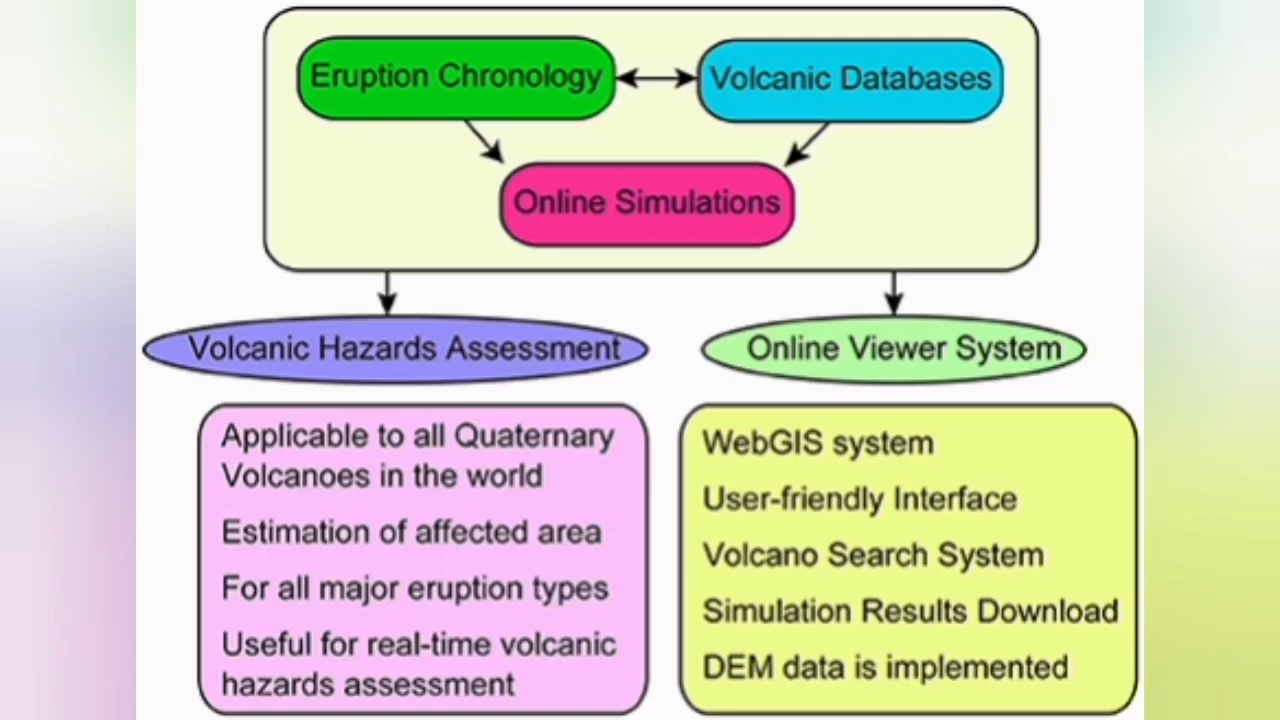 Eruption Chronology
Volcanic Databases
Online Simulations
Volcanic Hazards Assessment
Online Viewer System
Applicable to all Quaternary
Volcanoes in the world
Estimation of affected area
For all major eruption types
Useful for real-time volcanic
hazards assessment
WebGIS system
User-friendly Interface
Volcano Search System
Simulation Results Download
DEM data is implemented